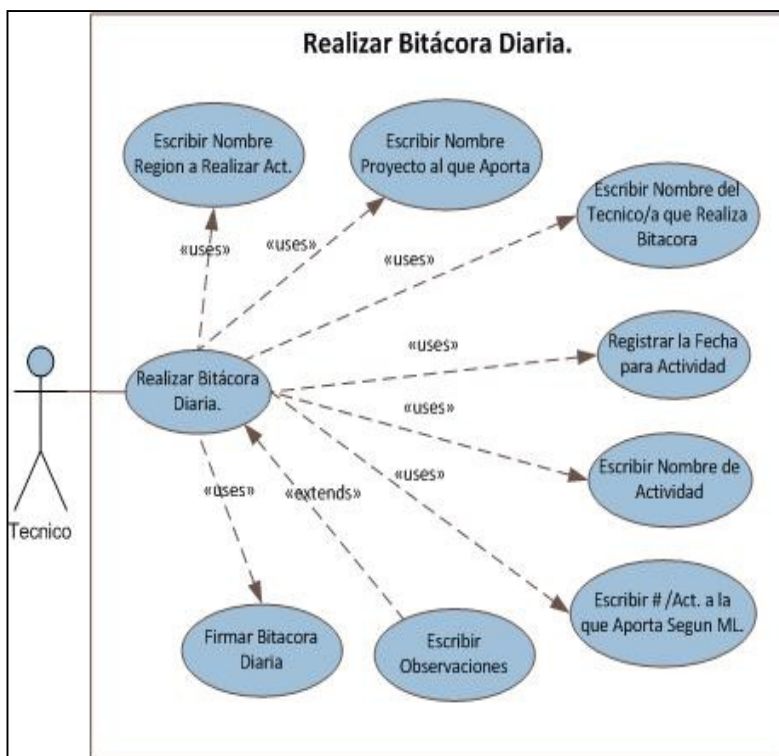 Realizar Bitácora Diaria.
Escribir Nombre
Region a Realizar Act.
Escribir Nombre
Proyecto al que Aporta
Escribir Nombre del
Tecnico/a que Realiza
Bitacora
«uses»
«uses»
«uses»
Registrar la Fecha
para Actividad
«uses»
Realizar Bitácora
Diaria.
«uses»
Escribir Nombre de
Actividad
«uses»
«uses»
«extends»
Tecnico
Escribir # /Act. a la
que Aporta Segun ML.
Firmar Bitacora
Diaria
Escribir
Observaciones